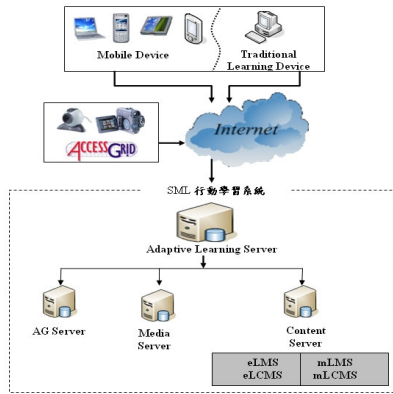 Mobile Device
Traditional
Learning Device
Internet
ACCESSGRID
SML 行動學習系統
Adaptive Learning Server
AG Server
Media
Server
Content
Server
eLMS
eLCMS
mLMS
mLCMS